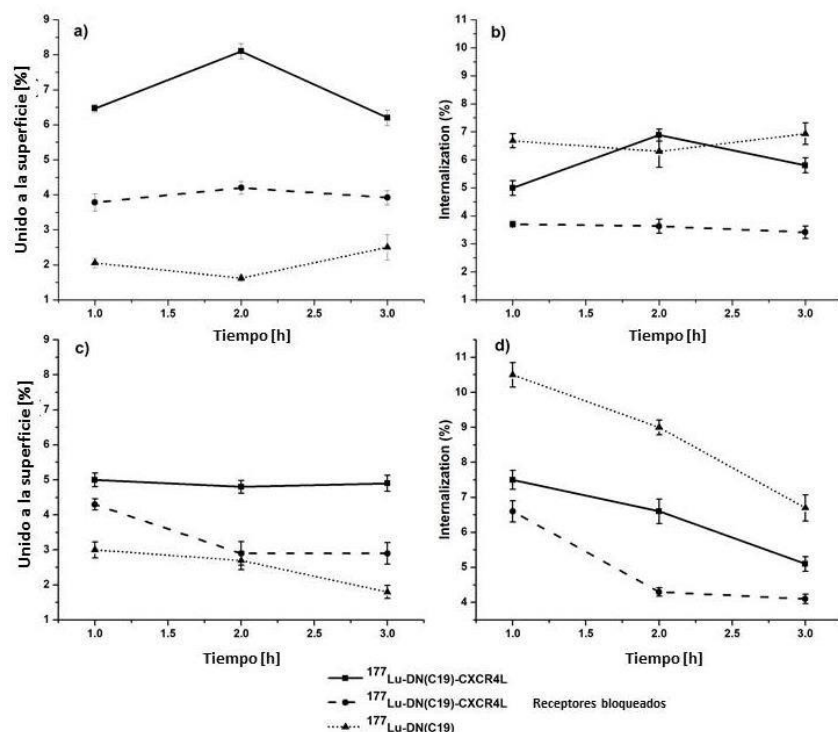 a)
Unido a la superficie [%]
9
8
7
6
5
4
3
2
1
1.0 1.5 2.0 2.5 3.0
Tiempo [h]
b)
Internalization (%)
11
10
9
8
7
6
5
4
3
2
1
1.0 1.5 2.0 2.5 3.0
Tiempo [h]
c)
Unido a la superficie [%]
9
8
7
6
5
4
3
2
1
1.0 1.5 2.0 2.5 3.0
Tiempo [h]
d)
Internalization (%)
11
10
9
8
7
6
5
4
1.0 1.5 2.0 2.5 3.0
Tiempo [h]
177Lu-DN(C19)-CXCR4L
177Lu-DN(C19)-CXCR4L Receptores bloqueados
177Lu-DN(C19)